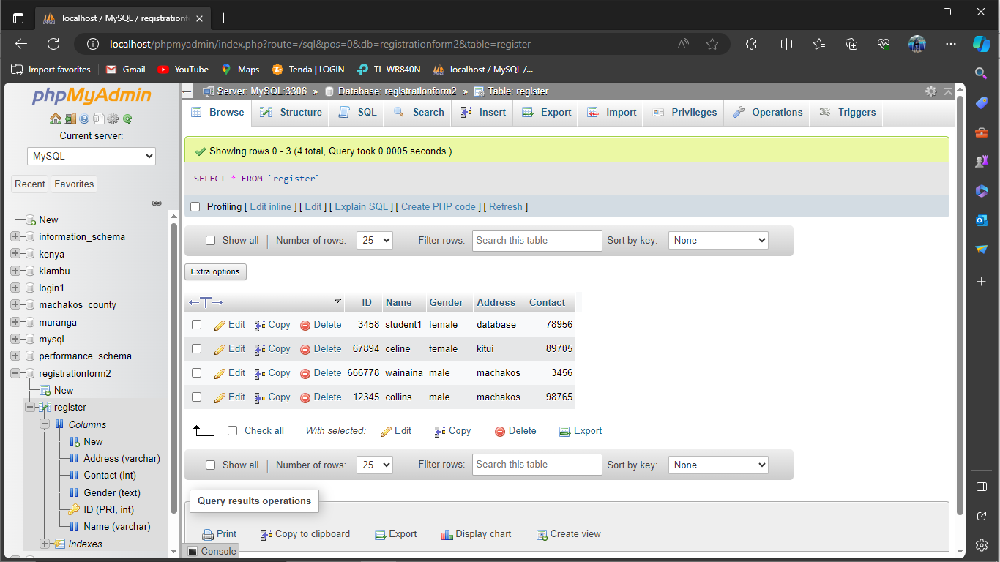 localhost / MySQL / registrationf
localhost/phpmyadmin/index.php?route=/sql&pos=0&db=registrationform2&table=register
Import favorites Gmail YouTube Maps Tenda | LOGIN TL-WR840N localhost / MySQL /...
phpMyAdmin
Current server:
MySQL
Recent Favorites
New
information_schema
kenya
kiambu
login1
machakos_county
muranga
mysql
performance_schema
registrationform2
New
register
Columns
New
Address (varchar)
Contact (int)
Gender (text)
ID (PRI, int)
Name (varchar)
Indexes
Server: MySQL:3306 » Database: registrationform2 » Table: register
Browse Structure SQL Search Insert Export Import Privileges Operations Triggers
Showing rows 0 - 3 (4 total, Query took 0.0005 seconds.)
SELECT * FROM `register`
Profiling [ Edit inline ] [ Edit ] [ Explain SQL ] [ Create PHP code ] [ Refresh ]
Show all | Number of rows: 25 Filter rows: Search this table Sort by key: None
Extra options
←T→ ID Name Gender Address Contact
Edit Copy Delete 3458 student1 female database 78956
Edit Copy Delete 67894 celine female kitui 89705
Edit Copy Delete 666778 wainaina male machakos 3456
Edit Copy Delete 12345 collins male machakos 98765
Check all With selected: Edit Copy Delete Export
Show all | Number of rows: 25 Filter rows: Search this table Sort by key: None
Query results operations
Print Copy to clipboard Export Display chart Create view
Console